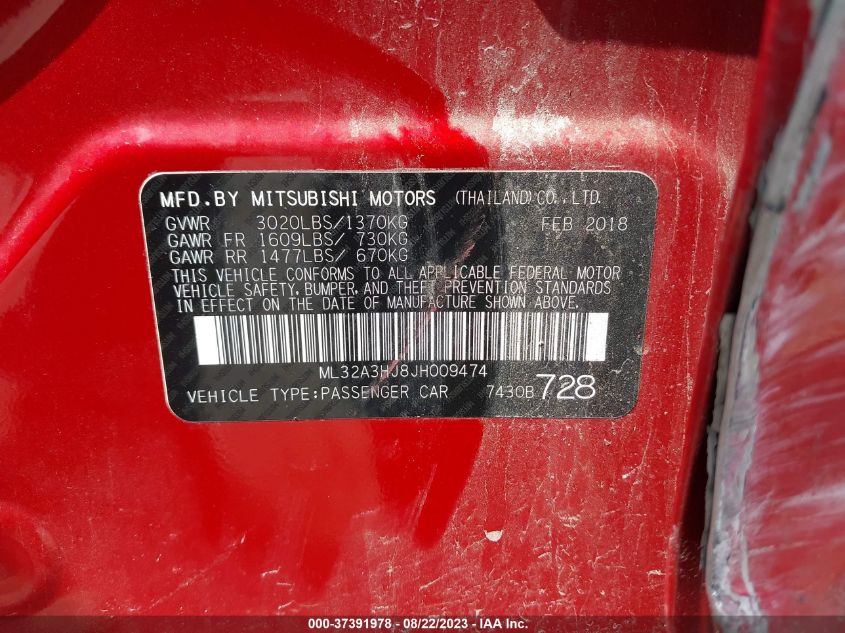 MFD.BY MITSUBISHI MOTORS (THAILAND) CO.,LTD.
GVWR 3020LBS/1370KG FEB 2018
GAWR FR 1609LBS/ 730KG
GAWR RR 1477LBS/ 670KG
THIS VEHICLE CONFORMS TO ALL APPLICABLE FEDERAL MOTOR
VEHICLE SAFETY, BUMPER, AND THEFT PREVENTION STANDARDS
IN EFFECT ON THE DATE OF MANUFACTURE SHOWN ABOVE.
ML32A3HJ8JH009474
VEHICLE TYPE:PASSENGER CAR 7430B 728
000-37391978 - 08/22/2023 - IAA Inc.